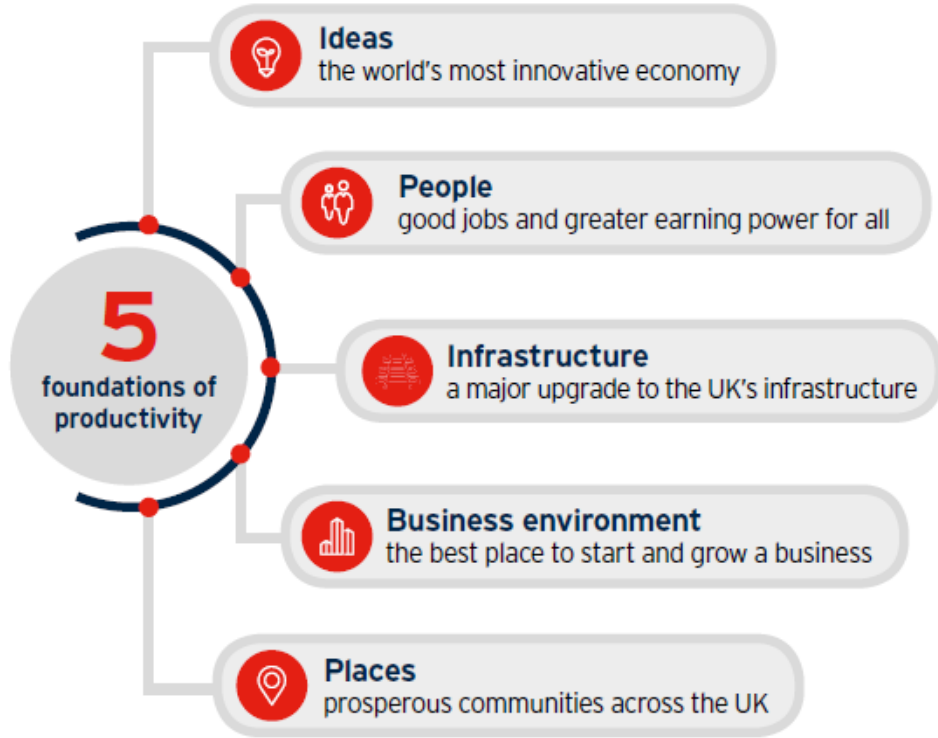 Ideas
the world's most innovative economy
People
good jobs and greater earning power for all
5
foundations of
productivity
Infrastructure
a major upgrade to the UK's infrastructure
Business environment
the best place to start and grow a business
Places
prosperous communities across the UK